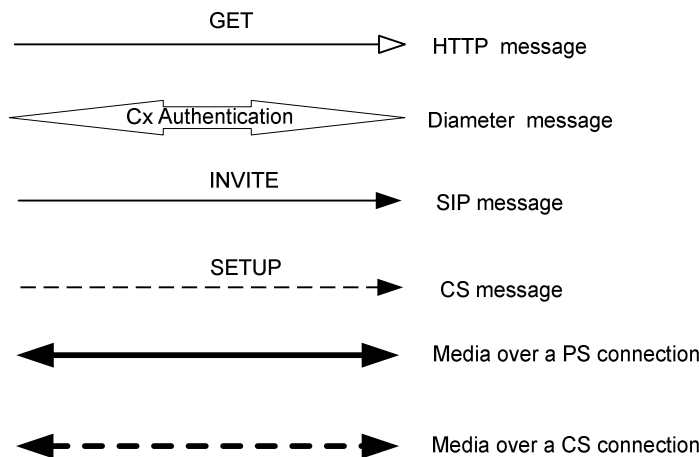 GET
HTTP message
Cx Authentication
Diameter message
INVITE
SIP message
SETUP
CS message
Media over a PS connection
Media over a CS connection